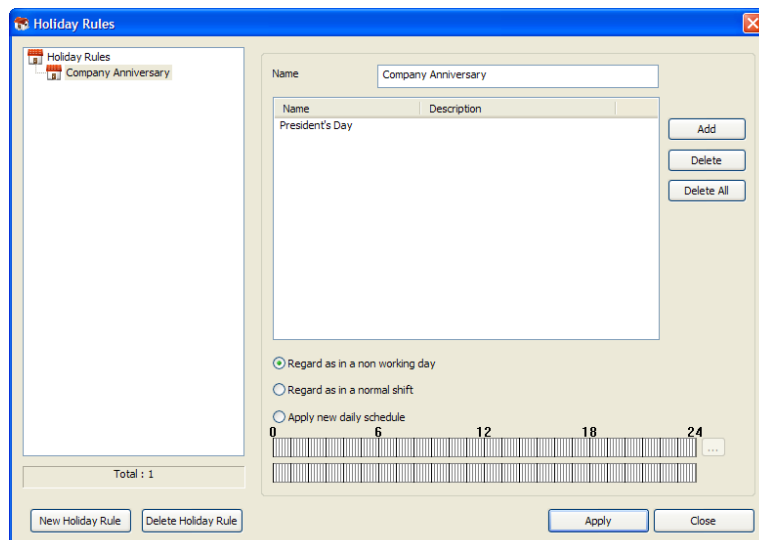 Holiday Rules
Holiday Rules
Company Anniversary
Name
Company Anniversary
Name Description
President's Day
Add
Delete
Delete All
Regard as in a non working day
Regard as in a normal shift
Apply new daily schedule
0 6 12 18 24
...
Total : 1
New Holiday Rule Delete Holiday Rule Apply Close